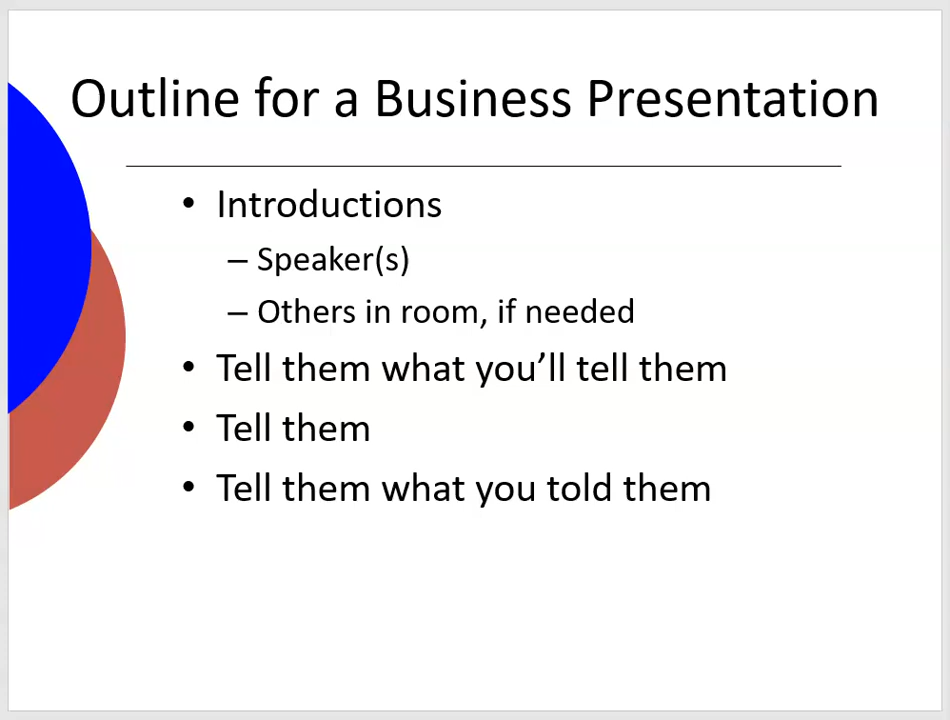 Outline for a Business Presentation
• Introductions
– Speaker(s)
– Others in room, if needed
• Tell them what you’ll tell them
• Tell them
• Tell them what you told them